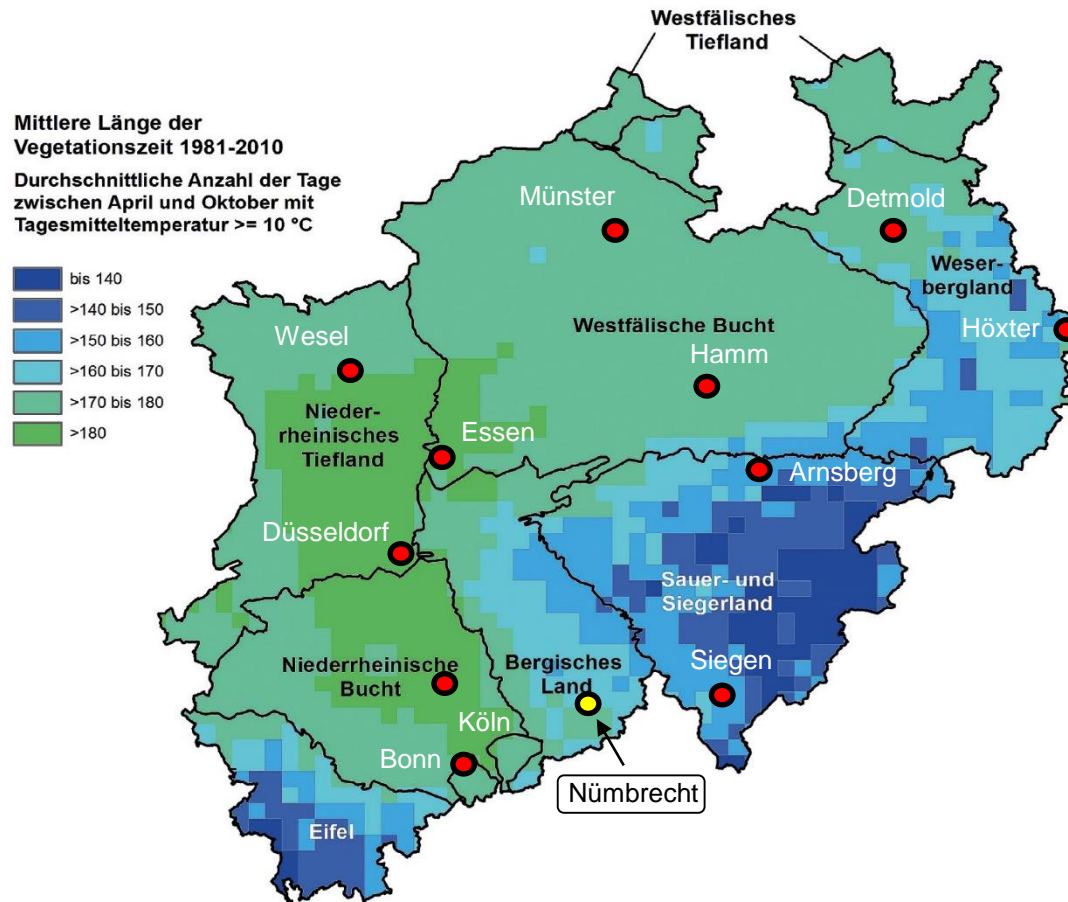 Westfälisches
Tiefland
Mittlere Länge der
Vegetationszeit 1981-2010
Durchschnittliche Anzahl der Tage
zwischen April und Oktober mit
Tagesmitteltemperatur >= 10 °C
bis 140
>140 bis 150
>150 bis 160
>160 bis 170
>170 bis 180
>180
Münster
Detmold
Weser-
bergland
Westfälische Bucht
Höxter
Wesel
Hamm
Nieder-
rheinisches
Tiefland
Essen
Arnsberg
Düsseldorf
Sauer- und
Siegerland
Niederrheinische
Bucht
Bergisches
Land
Siegen
Köln
Bonn
Nümbrecht
Eifel